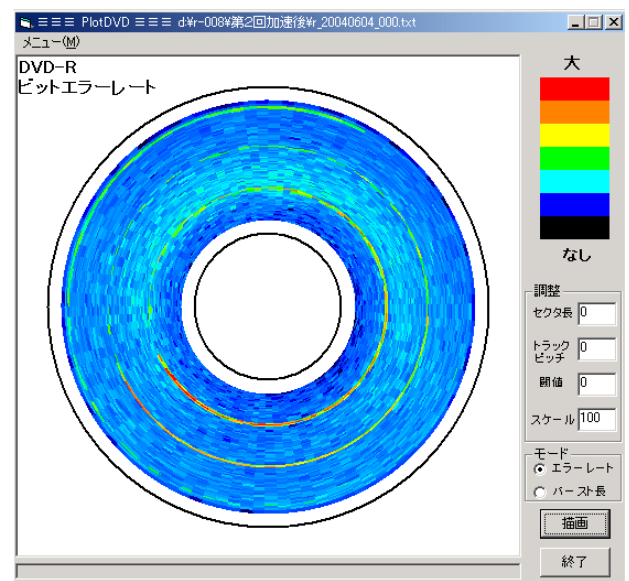 ≡≡≡ PlotDVD ≡≡≡ d:¥r-008¥第2回加速後¥r_20040604_000.txt
メニュー(M)
DVD-R
ビットエラーレート
大
なし
調整
セクタ長 0
トラック
ピッチ 0
閾値 0
スケール 100
モード
エラーレート
バースト長
描画
終了